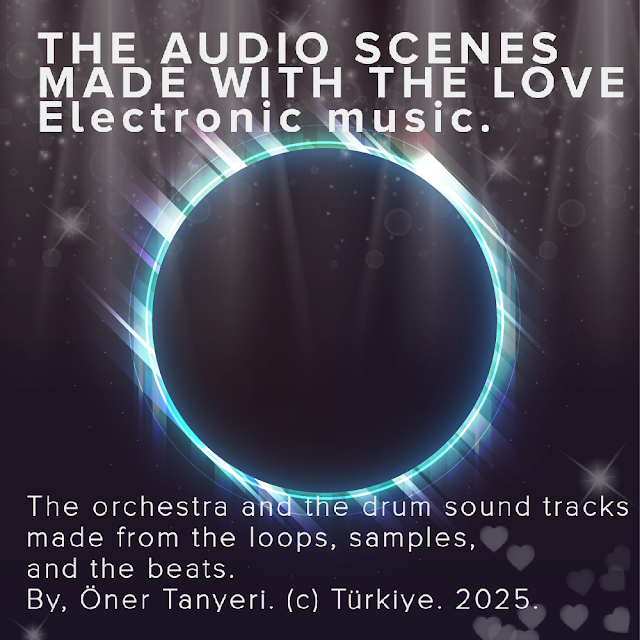 THE AUDIO SCENES
MADE WITH THE LOVE
Electronic music.
The orchestra and the drum sound tracks
made from the loops, samples,
and the beats.
By, Öner Tanyeri. (c) Türkiye. 2025.